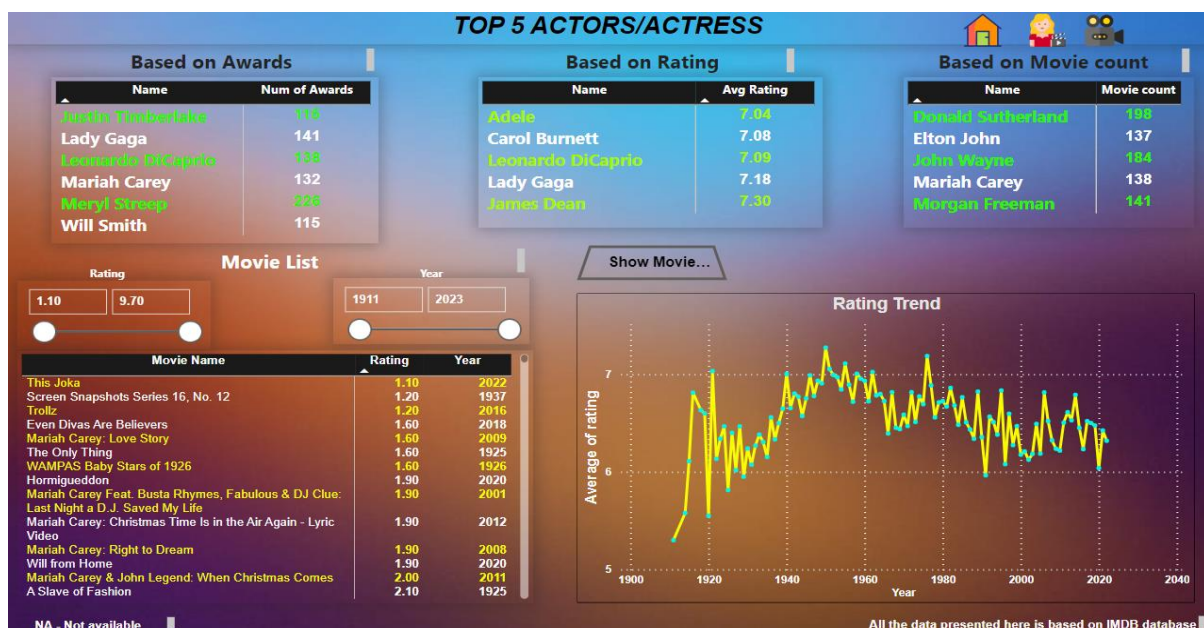 TOP 5 ACTORS/ACTRESS
Based on Awards
Name Num of Awards
Justin Timberlake 115
Lady Gaga 141
Leonardo DiCaprio
Mariah Carey 132
Meryl Streep 226
Will Smith 115
Based on Rating
Name Avg Rating
Adele 7.04
Carol Burnett 7.08
Leonardo DiCaprio 7.09
Lady Gaga 7.18
James Dean 7.30
Based on Movie count
Name Movie count
Donald Sutherland 198
Elton John 137
John Wayne 184
Mariah Carey 138
Morgan Freeman 141
Movie List
Rating
1.10 9.70
Year
1911 2023
Movie Name Rating Year
This Joka 1.10 2022
Screen Snapshots Series 16, No. 12 1.20 1937
Trollz 1.20 2016
Even Divas Are Believers 1.60 2018
Mariah Carey: Love Story 1.60 2009
The Only Thing 1.60 1925
WAMPAS Baby Stars of 1926 1.60 1926
Hormigueddon 1.90 2020
Mariah Carey Feat. Busta Rhymes, Fabulous & DJ Clue: 1.90 2001
Last Night a D.J. Saved My Life
Mariah Carey: Christmas Time Is in the Air Again - Lyric 1.90 2012
Video
Mariah Carey: Right to Dream 1.90 2008
Will from Home 1.90 2020
Mariah Carey & John Legend: When Christmas Comes 2.00 2011
A Slave of Fashion 2.10 1925
Show Movie...
Rating Trend
Average of rating
7
6
5
1900 1920 1940 1960 1980 2000 2020 2040
Year
NA - Not available
All the data presented here is based on IMDB database